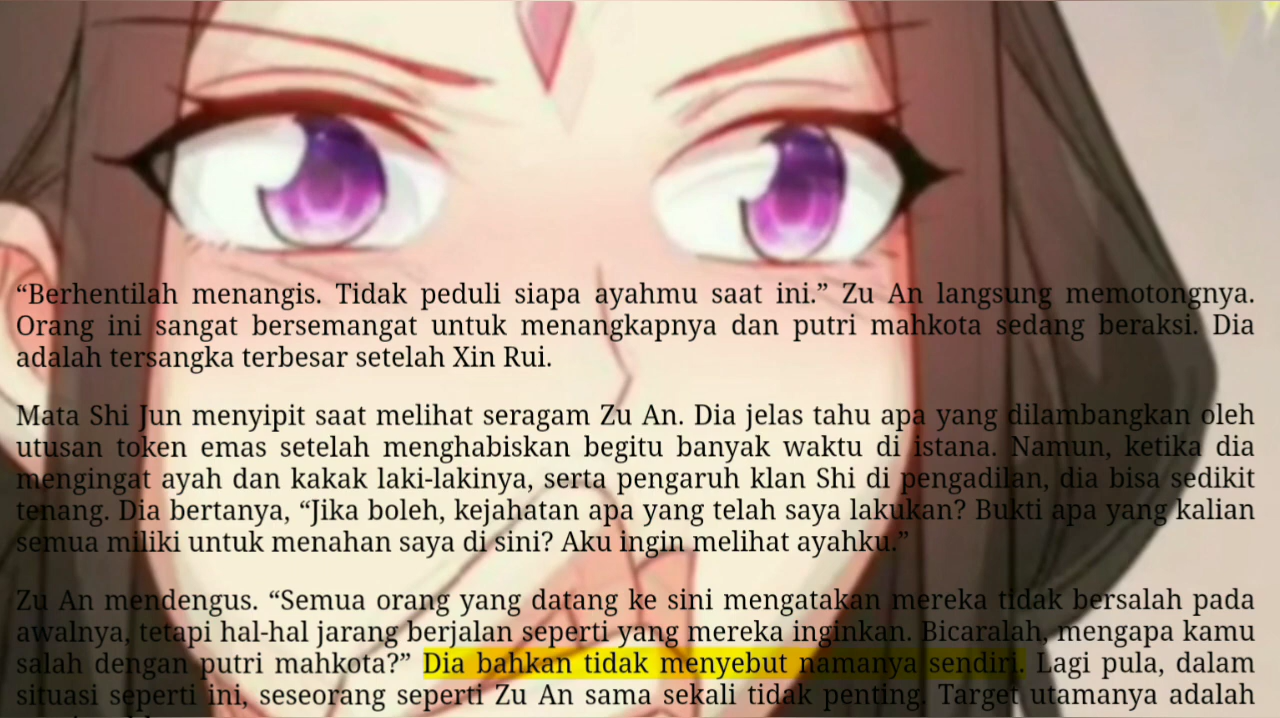 “Berhentilah menangis. Tidak peduli siapa ayahmu saat ini.” Zu An langsung memotongnya.
Orang ini sangat bersemangat untuk menangkapnya dan putri mahkota sedang beraksi. Dia
adalah tersangka terbesar setelah Xin Rui.
Mata Shi Jun menyipit saat melihat seragam Zu An. Dia jelas tahu apa yang dilambangkan oleh
utusan token emas setelah menghabiskan begitu banyak waktu di istana. Namun, ketika dia
mengingat ayah dan kakak laki-lakinya, serta pengaruh klan Shi di pengadilan, dia bisa sedikit
tenang. Dia bertanya, “Jika boleh, kejahatan apa yang telah saya lakukan? Bukti apa yang kalian
semua miliki untuk menahan saya di sini? Aku ingin melihat ayahku.”
Zu An mendengus. “Semua orang yang datang ke sini mengatakan mereka tidak bersalah pada
awalnya, tetapi hal-hal jarang berjalan seperti yang mereka inginkan. Bicaralah, mengapa kamu
salah dengan putri mahkota?” Dia bahkan tidak menyebut namanya sendiri. Lagi pula, dalam
situasi seperti ini, seseorang seperti Zu An sama sekali tidak penting. Target utamanya adalah